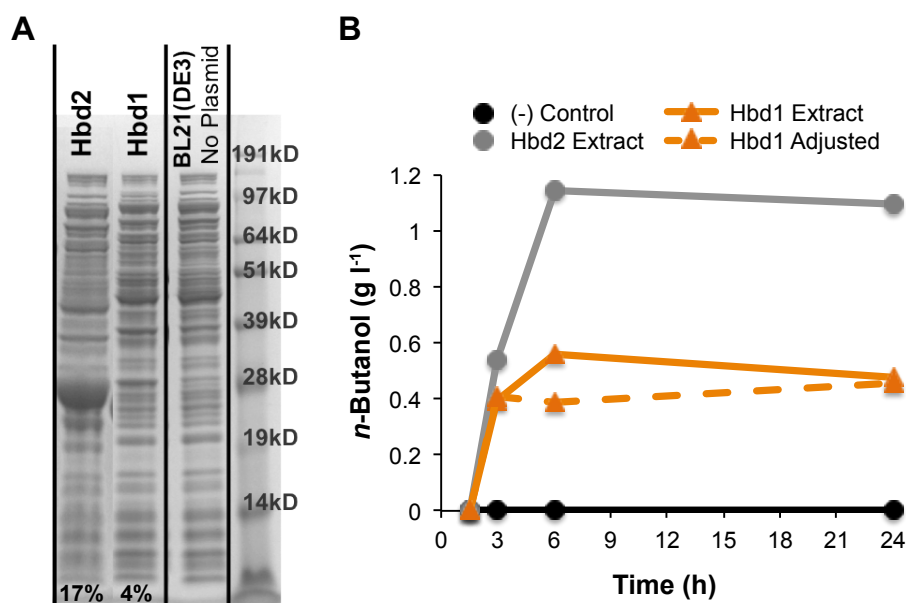 A
Hbd2
Hbd1
BL21(DE3)
No Plasmid
191kD
97kD
64kD
51kD
39kD
28kD
19kD
14kD
17%
4%
B
(-) Control
Hbd2 Extract
Hbd1 Extract
Hbd1 Adjusted
n-Butanol (g l-1)
1.2
1
0.8
0.6
0.4
0.2
0
0 3 6 9 12 15 18 21 24
Time (h)